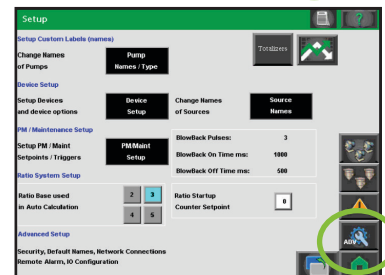 Setup
?
Setup Custom Labels (names)
Change Names
of Pumps
Pump
Names / Type
Totalizers
Device Setup
Setup Devices
and device options
Device
Setup
Change Names
of Sources
Source
Names
PM / Maintenance Setup
Setup PM / Maint
Setpoints / Triggers
PM/Maint
Setup
BlowBack Pulses: 3
BlowBack On Time ms: 1000
BlowBack Off Time ms: 500
Ratio System Setup
Ratio Base used
in Auto Calculation
2 3
4 5
Ratio Startup
Counter Setpoint
0
ADV
Advanced Setup
Security, Default Names, Network Connections
Remote Alarm, IO Configuration